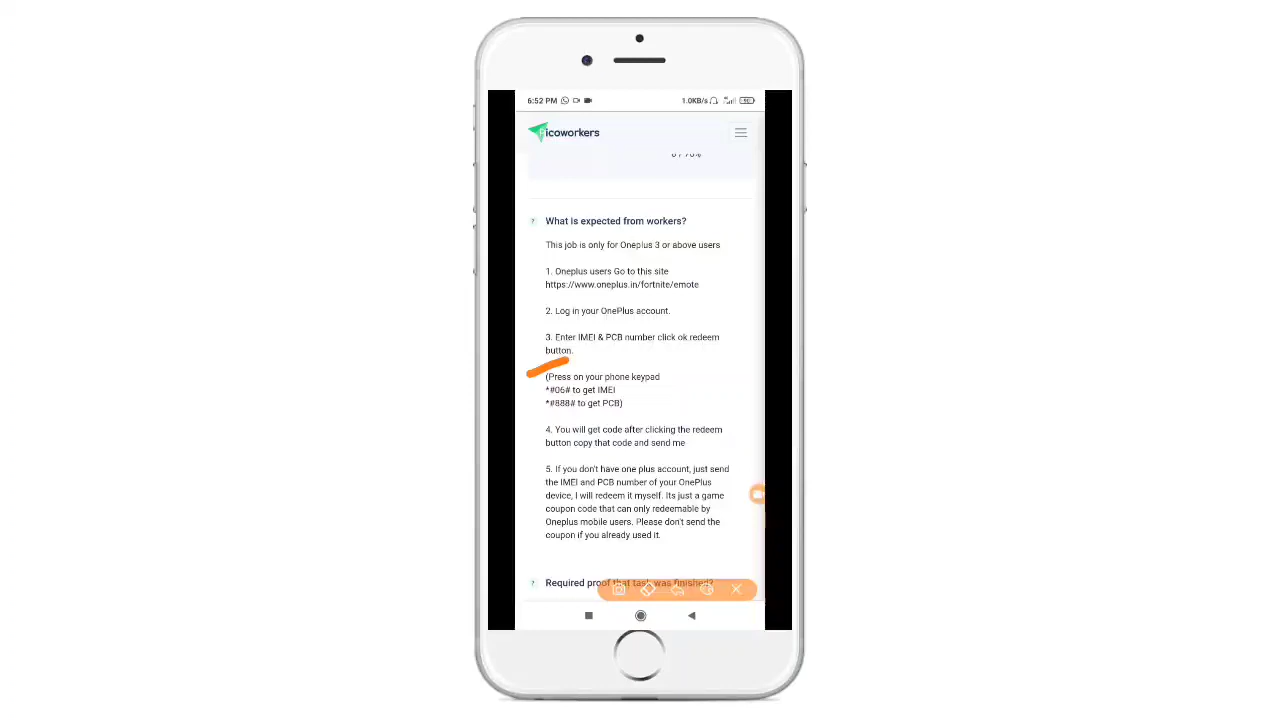 6:52 PM
1.0KB/s
Picoworkers
What is expected from workers?
This job is only for Oneplus 3 or above users
1. Oneplus users Go to this site
https://www.oneplus.in/fortnite/emote
2. Log in your OnePlus account.
3. Enter IMEI & PCB number click ok redeem
button.
(Press on your phone keypad
*#06# to get IMEI
*#888# to get PCB)
4. You will get code after clicking the redeem
button copy that code and send me
5. If you don't have one plus account, just send
the IMEI and PCB number of your OnePlus
device, I will redeem it myself. Its just a game
coupon code that can only redeemable by
Oneplus mobile users. Please don't send the
coupon if you already used it.
Required proof that task was finished?